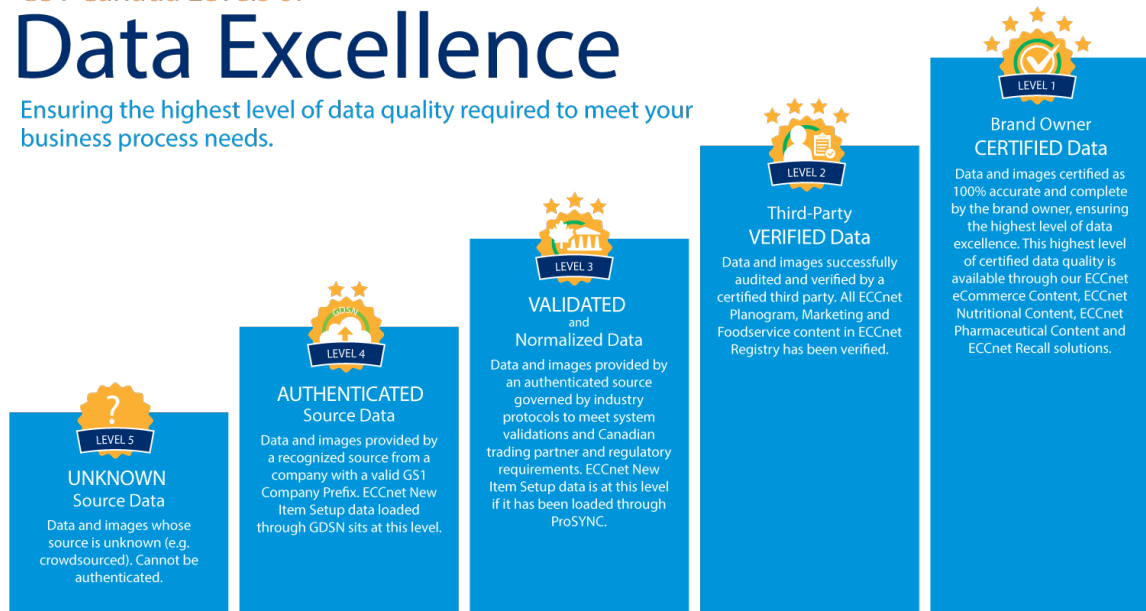 GS1 Canada Levels of
Data Excellence
Ensuring the highest level of data quality required to meet your
business process needs.
?
LEVEL 5
UNKNOWN
Source Data
Data and images whose
source is unknown (e.g.
crowdsourced). Cannot be
authenticated.
GDSN
LEVEL 4
AUTHENTICATED
Source Data
Data and images provided by
a recognized source from a
company with a valid GS1
Company Prefix. ECCnet New
Item Setup data loaded
through GDSN sits at this level.
LEVEL 3
VALIDATED
and
Normalized Data
Data and images provided by
an authenticated source
governed by industry
protocols to meet system
validations and Canadian
trading partner and regulatory
requirements. ECCnet New
Item Setup data is at this level
if it has been loaded through
ProSYNC.
LEVEL 2
Third-Party
VERIFIED Data
Data and images successfully
audited and verified by a
certified third party. All ECCnet
Planogram, Marketing and
Foodservice content in ECCnet
Registry has been verified.
LEVEL 1
Brand Owner
CERTIFIED Data
Data and images certified as
100% accurate and complete
by the brand owner, ensuring
the highest level of data
excellence. This highest level
of certified data quality is
available through our ECCnet
eCommerce Content, ECCnet
Nutritional Content, ECCnet
Pharmaceutical Content and
ECCnet Recall solutions.